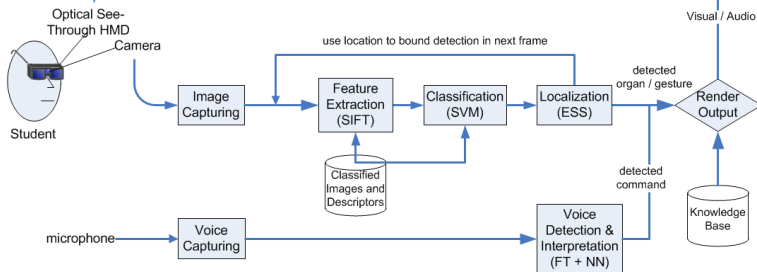 Optical See-
Through HMD
Camera
Student
Visual / Audio
use location to bound detection in next frame
detected
organ / gesture
Image
Capturing
Feature
Extraction
(SIFT)
Classification
(SVM)
Localization
(ESS)
Render
Output
Classified
Images and
Descriptors
detected
command
Knowledge
Base
microphone
Voice
Capturing
Voice
Detection &
Interpretation
(FT + NN)